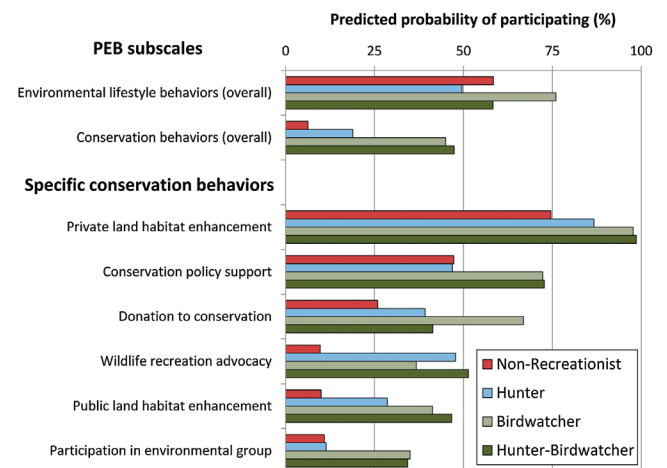 Predicted probability of participating (%)
PEB subscales
0 25 50 75 100
Environmental lifestyle behaviors (overall)
Conservation behaviors (overall)
Specific conservation behaviors
Private land habitat enhancement
Conservation policy support
Donation to conservation
Wildlife recreation advocacy
Public land habitat enhancement
Participation in environmental group
Non-Recreationist
Hunter
Birdwatcher
Hunter-Birdwatcher